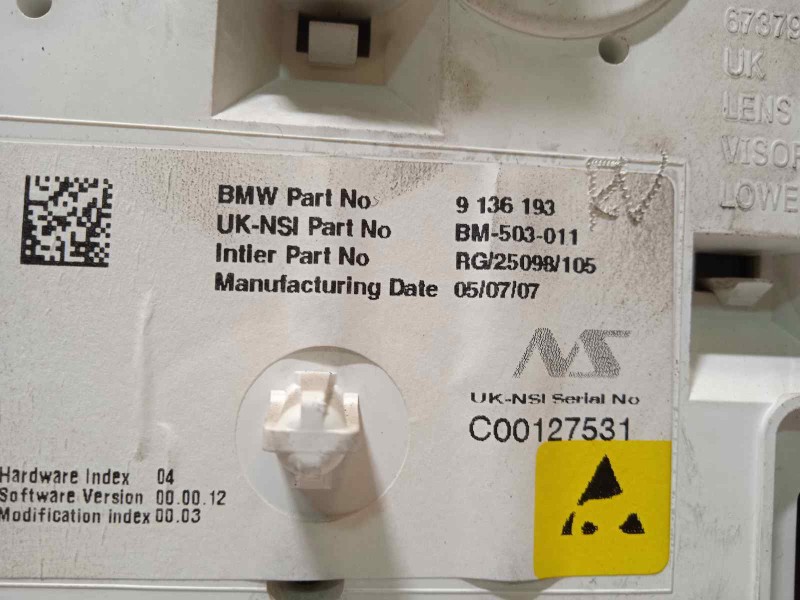 67379
UK
LENS
VISOR
LOWE
BMW Part No 9 136 193
UK-NSI Part No BM-503-011
Intier Part No RG/25098/105
Manufacturing Date 05/07/07
NS
UK-NSI Serial No
C00127531
Hardware Index 04
Software Version 00.00.12
Modification index 00.03